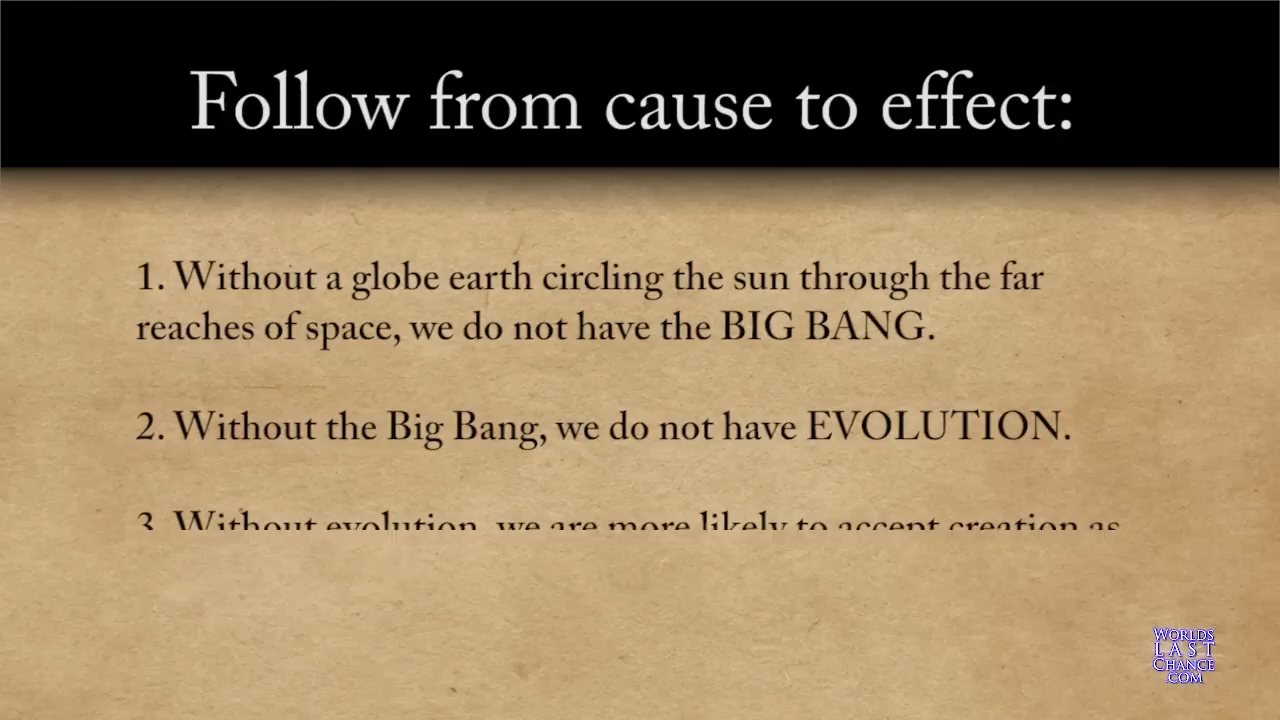 Follow from cause to effect:
1. Without a globe earth circling the sun through the far
reaches of space, we do not have the BIG BANG.
2. Without the Big Bang, we do not have EVOLUTION.
3. Without evolution, we are more likely to accept creation as
WORLDS
LAST
CHANCE
.COM